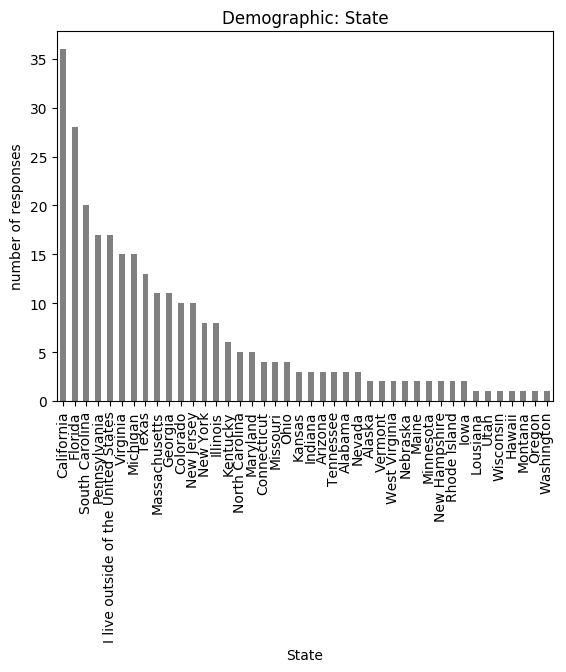 Demographic: State
number of responses
35
30
25
20
15
10
5
0
California
Florida
South Carolina
Pennsylvania
I live outside of the United States
Virginia
Michigan
Texas
Massachusetts
Georgia
Colorado
New Jersey
New York
Illinois
Kentucky
North Carolina
Maryland
Connecticut
Missouri
Ohio
Kansas
Indiana
Arizona
Tennessee
Alabama
Nevada
Alaska
Vermont
West Virginia
Nebraska
Maine
Minnesota
New Hampshire
Rhode Island
Iowa
Lousiana
Utah
Wisconsin
Hawaii
Montana
Oregon
Washington
State